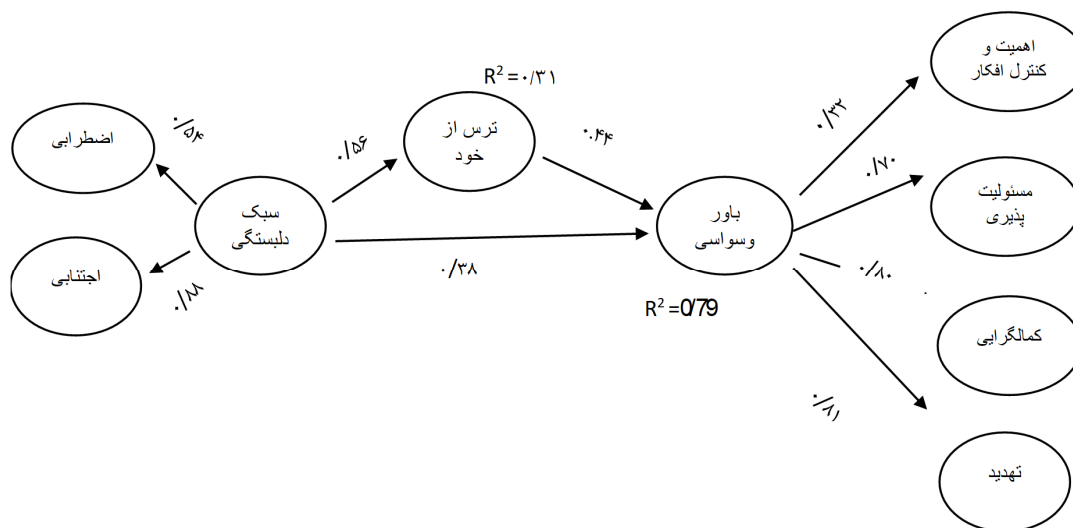 اهمیت و
کنترل افکار
R² =۰/۳۱
۰/۳۲
ترس از
خود
اضطرابی
۰/۵۴
۰/۵۶
۰.۴۴
۰/۷۰
مسئولیت
پذیری
سبک
دلبستگی
باور
وسواسی
۰/۳۸
۰/۸۰
اجتنابی
۰/۸۸
R² =0/79
کمالگرایی
۰/۸۱
تهدید